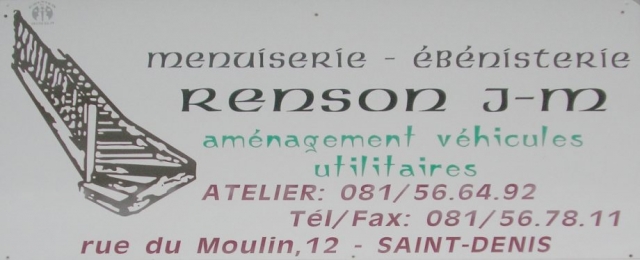 menuiserie - ébénisterie
Renson J-M
aménagement véhicules
utilitaires
ATELIER: 081/56.64.92
Tél/Fax: 081/56.78.11
rue du Moulin,12 - SAINT-DENIS